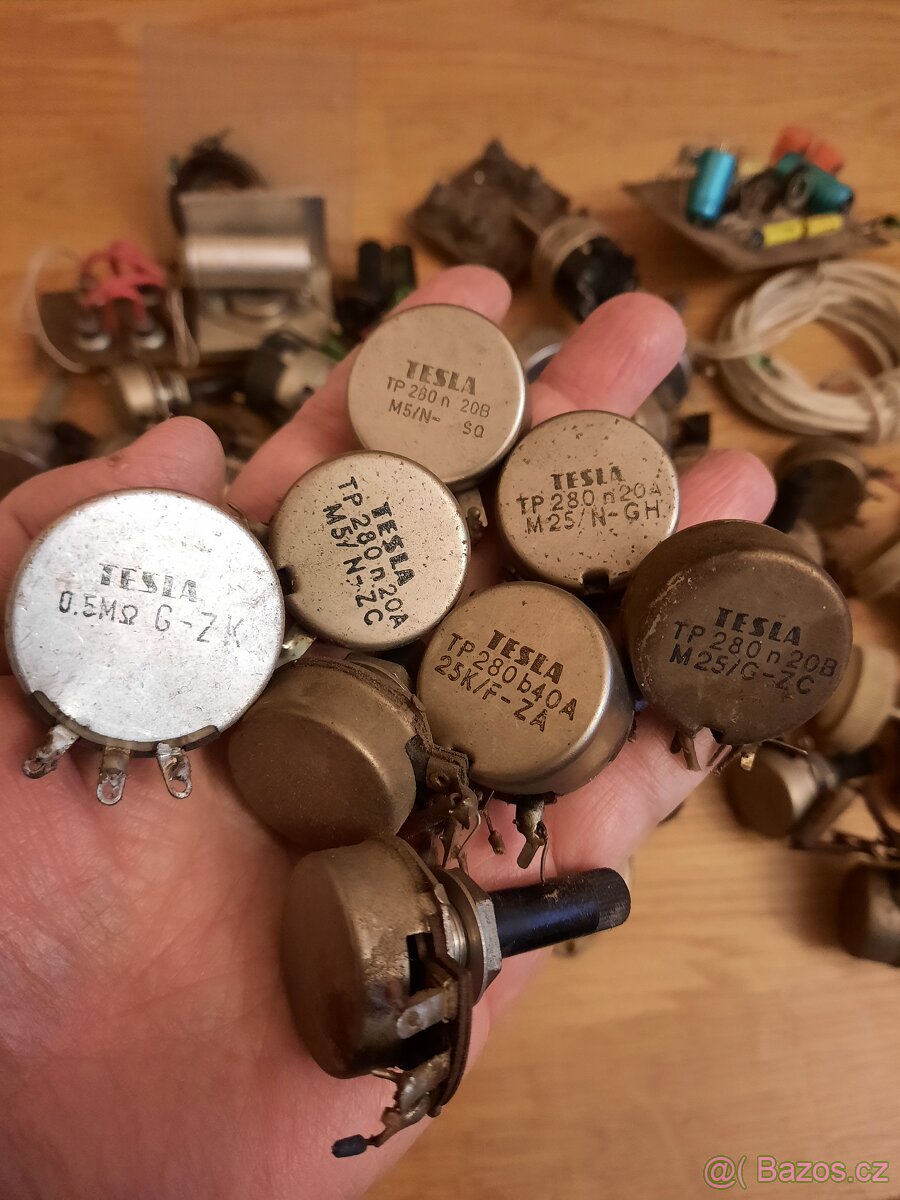 TESLA
TP 280 n 20B
M5/N- SQ
TESLA
TP 280 n 20A
M25/N-GH
TESLA
TP 280 n 20A
M5/N-ZC
TESLA
0.5MΩ G-ZK
TESLA
TP 280 b 40A
25K/F-ZA
TESLA
TP 280 n 20B
M25/G-ZC
@( Bazos.cz